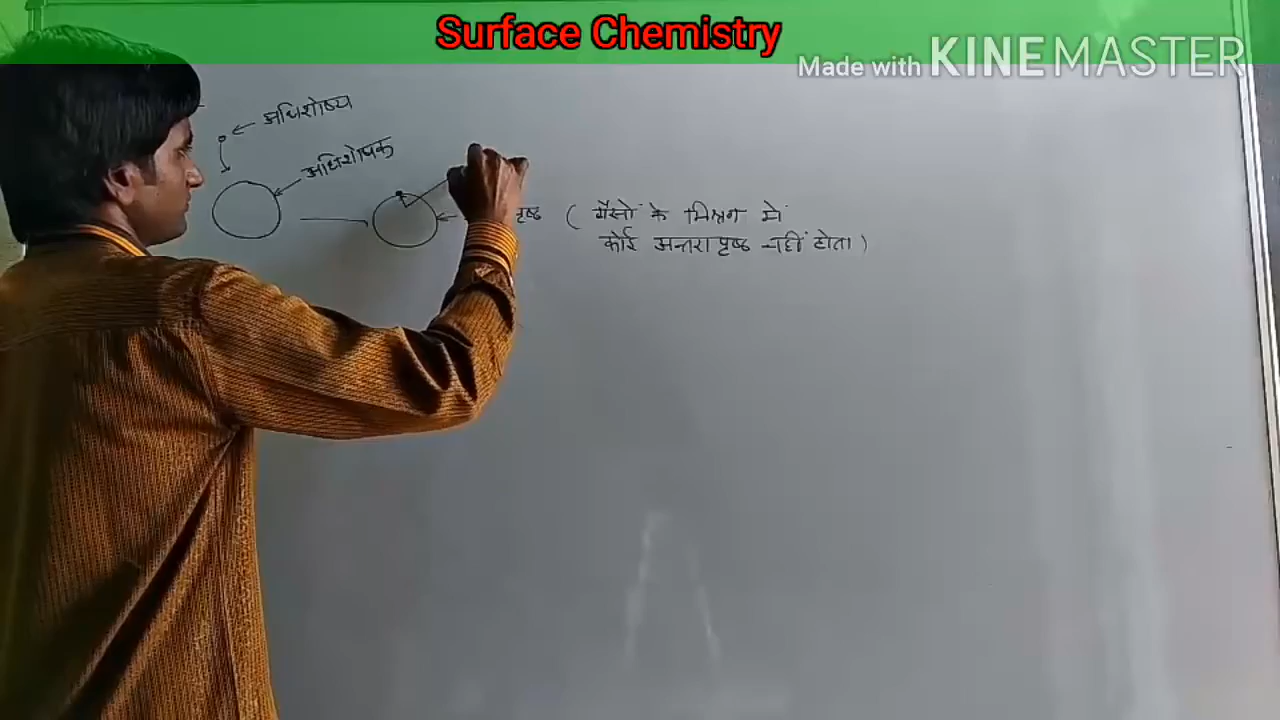 Surface Chemistry
Made with KINEMASTER
अधिशोष्य
अधिशोषक
पृष्ठ ( गैसों के मिश्रण में
कोई अन्तरापृष्ठ नहीं होता )